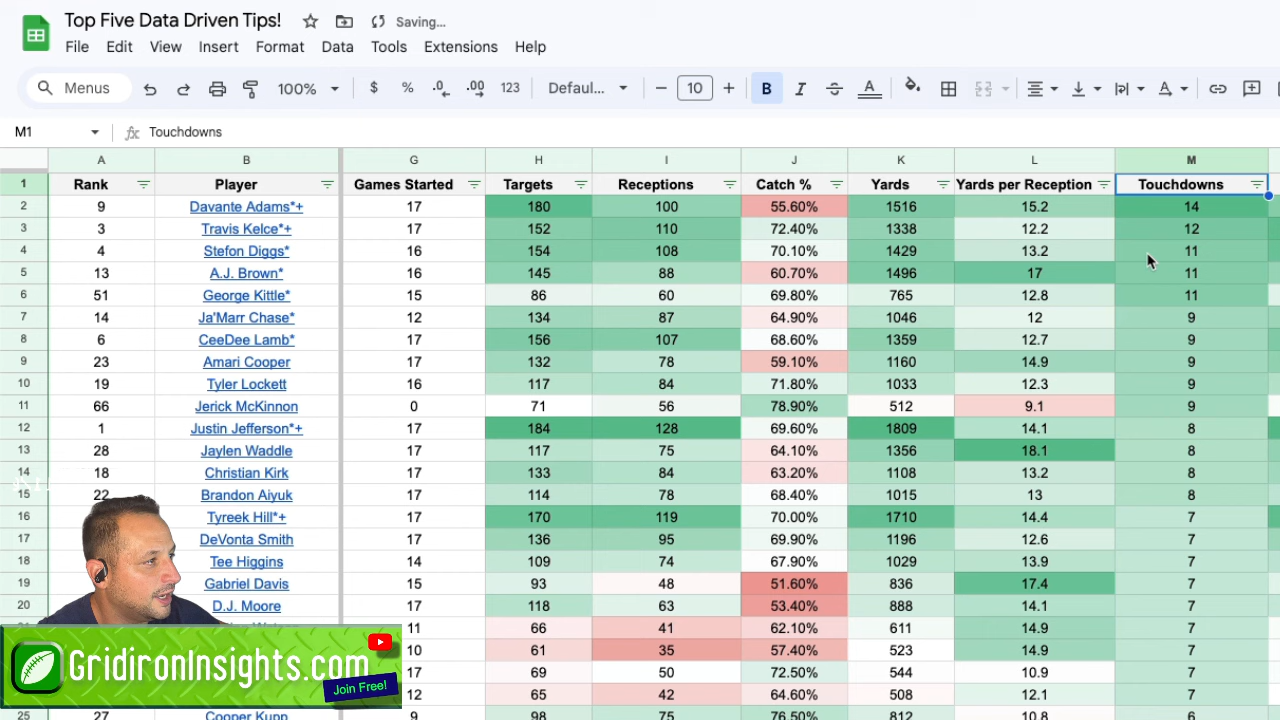 Top Five Data Driven Tips! Saving...
File Edit View Insert Format Data Tools Extensions Help
Menus 100% $ % .0 .00 123 Defaul... 10 B I
M1 fx Touchdowns
A B G H I J K L M
1 Rank Player Games Started Targets Receptions Catch % Yards Yards per Reception Touchdowns
2 9 Davante Adams*+ 17 180 100 55.60% 1516 15.2 14
3 3 Travis Kelce*+ 17 152 110 72.40% 1338 12.2 12
4 4 Stefon Diggs* 16 154 108 70.10% 1429 13.2 11
5 13 A.J. Brown* 16 145 88 60.70% 1496 17 11
6 51 George Kittle* 15 86 60 69.80% 765 12.8 11
7 14 Ja'Marr Chase* 12 134 87 64.90% 1046 12 9
8 6 CeeDee Lamb* 17 156 107 68.60% 1359 12.7 9
9 23 Amari Cooper 17 132 78 59.10% 1160 14.9 9
10 19 Tyler Lockett 16 117 84 71.80% 1033 12.3 9
11 66 Jerick McKinnon 0 71 56 78.90% 512 9.1 9
12 1 Justin Jefferson*+ 17 184 128 69.60% 1809 14.1 8
13 28 Jaylen Waddle 17 117 75 64.10% 1356 18.1 8
14 18 Christian Kirk 17 133 84 63.20% 1108 13.2 8
15 22 Brandon Aiyuk 17 114 78 68.40% 1015 13 8
16 Tyreek Hill*+ 17 170 119 70.00% 1710 14.4 7
17 DeVonta Smith 17 136 95 69.90% 1196 12.6 7
18 Tee Higgins 14 109 74 67.90% 1029 13.9 7
19 Gabriel Davis 15 93 48 51.60% 836 17.4 7
20 D.J. Moore 17 118 63 53.40% 888 14.1 7
11 66 41 62.10% 611 14.9 7
10 61 35 57.40% 523 14.9 7
17 69 50 72.50% 544 10.9 7
12 65 42 64.60% 508 12.1 7
25 27 Cooper Kupp 9 98 75 76.50% 812 10.8 6
GridironInsights.com
Join Free!